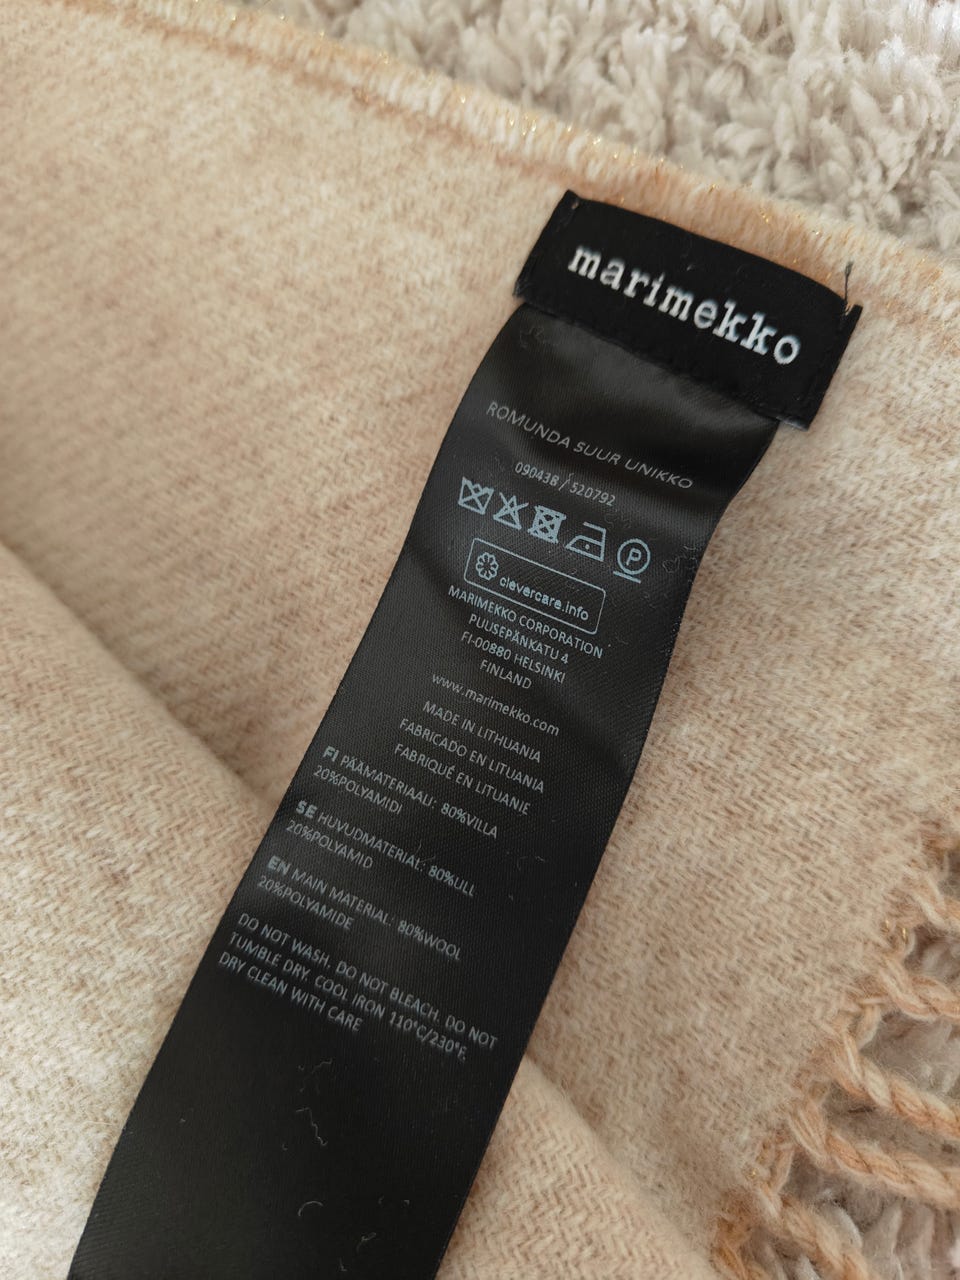 marimekko
ROMUNDA SUUR UNIKKO
090438 / 520792
P
clevercare.info
MARIMEKKO CORPORATION
PUUSEPÄNKATU 4
FI-00880 HELSINKI
FINLAND
www.marimekko.com
MADE IN LITHUANIA
FABRICADO EN LITUANIA
FABRIQUÉ EN LITUANIE
FI PÄÄMATERIAALI: 80%VILLA
20%POLYAMIDI
SE HUVUDMATERIAL: 80%ULL
20%POLYAMID
EN MAIN MATERIAL: 80%WOOL
20%POLYAMIDE
DO NOT WASH. DO NOT BLEACH. DO NOT
TUMBLE DRY. COOL IRON 110°C/230°F.
DRY CLEAN WITH CARE